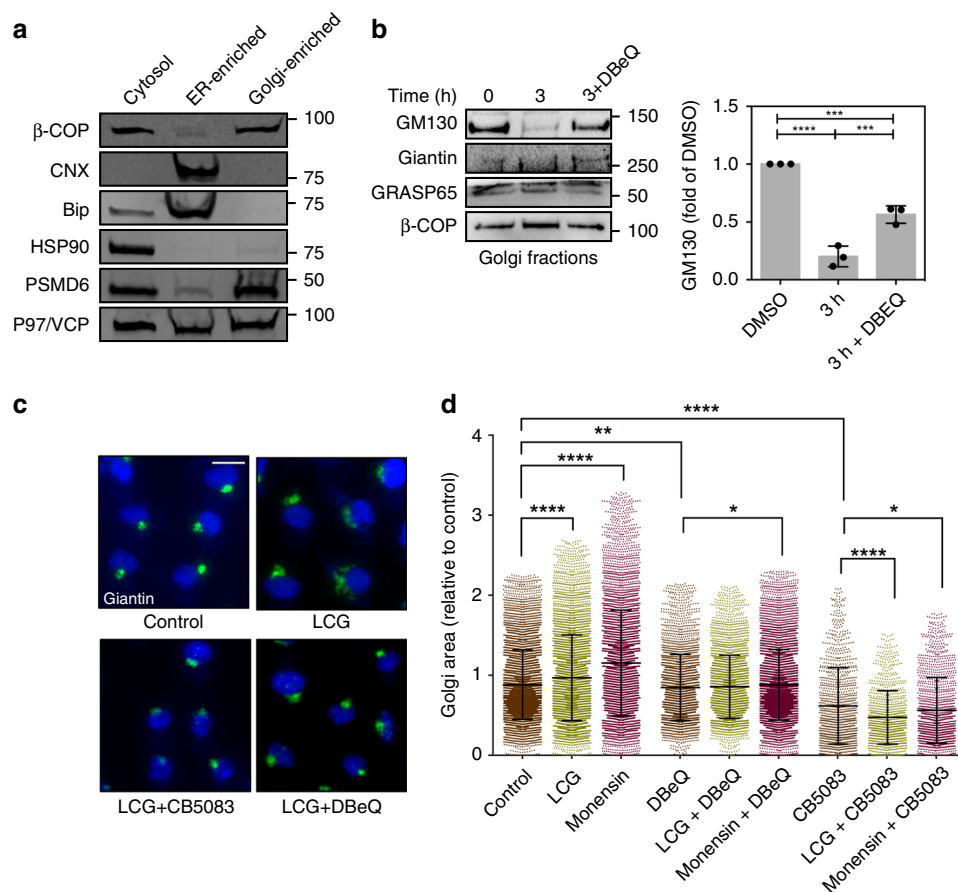 a
Cytosol
ER-enriched
Golgi-enriched
β-COP
100
CNX
75
Bip
75
HSP90
75
PSMD6
50
P97/VCP
100
b
Time (h)
0
3
3+DBeQ
GM130
150
Giantin
250
GRASP65
50
β-COP
100
Golgi fractions
GM130 (fold of DMSO)
1.5
1.0
0.5
0.0
***
**** ***
DMSO
3 h
3 h + DBEQ
c
Giantin
Control
LCG
LCG+CB5083
LCG+DBeQ
d
Golgi area (relative to control)
4
3
2
1
0
****
**
****
****
*
*
****
Control
LCG
Monensin
DBeQ
LCG + DBeQ
Monensin + DBeQ
CB5083
LCG + CB5083
Monensin + CB5083